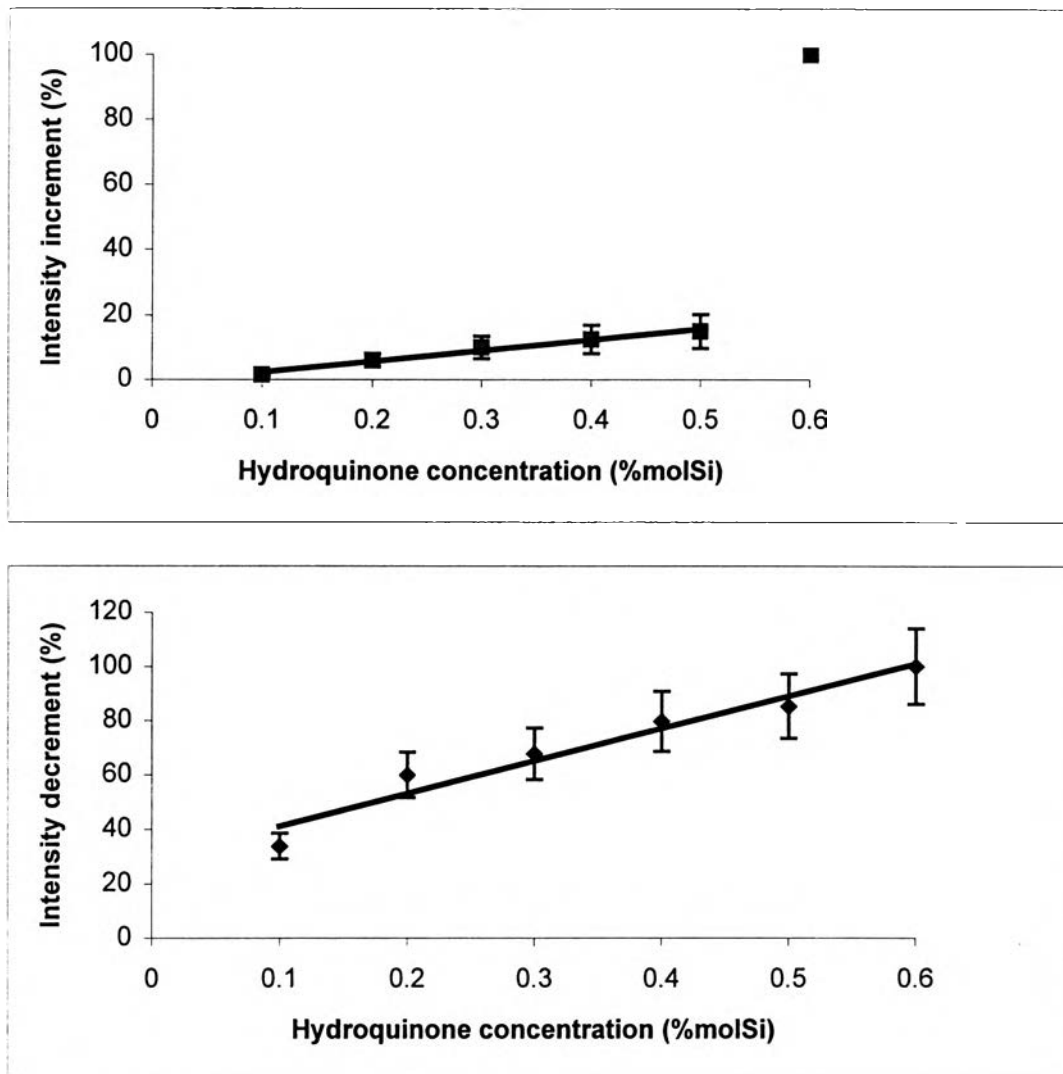 Intensity increment (%)
100
80
60
40
20
0
0 0.1 0.2 0.3 0.4 0.5 0.6
Hydroquinone concentration (%molSi)
Intensity decrement (%)
120
100
80
60
40
20
0
0 0.1 0.2 0.3 0.4 0.5 0.6
Hydroquinone concentration (%molSi)